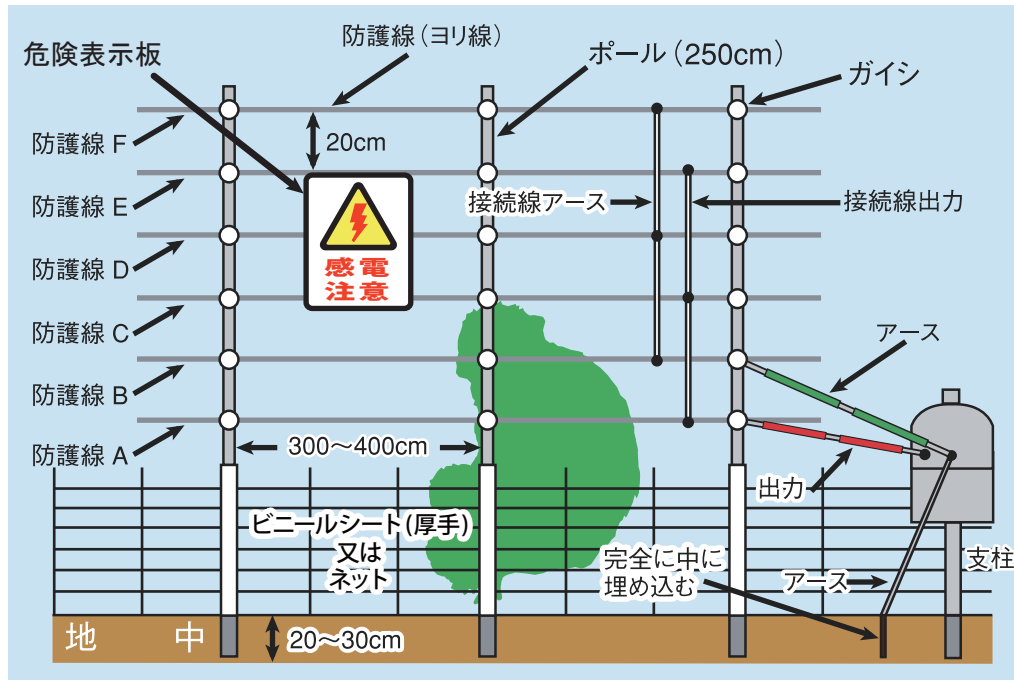 防護線（ヨリ線）
ポール（250cm）
危険表示板
ガイシ
防護線 F
20cm
防護線 E
接続線アース
接続線出力
防護線 D
感電
注意
防護線 C
アース
防護線 B
防護線 A
300〜400cm
出力
ビニールシート(厚手)
又は
ネット
完全に中に
埋め込む
アース
支柱
地 中
20〜30cm